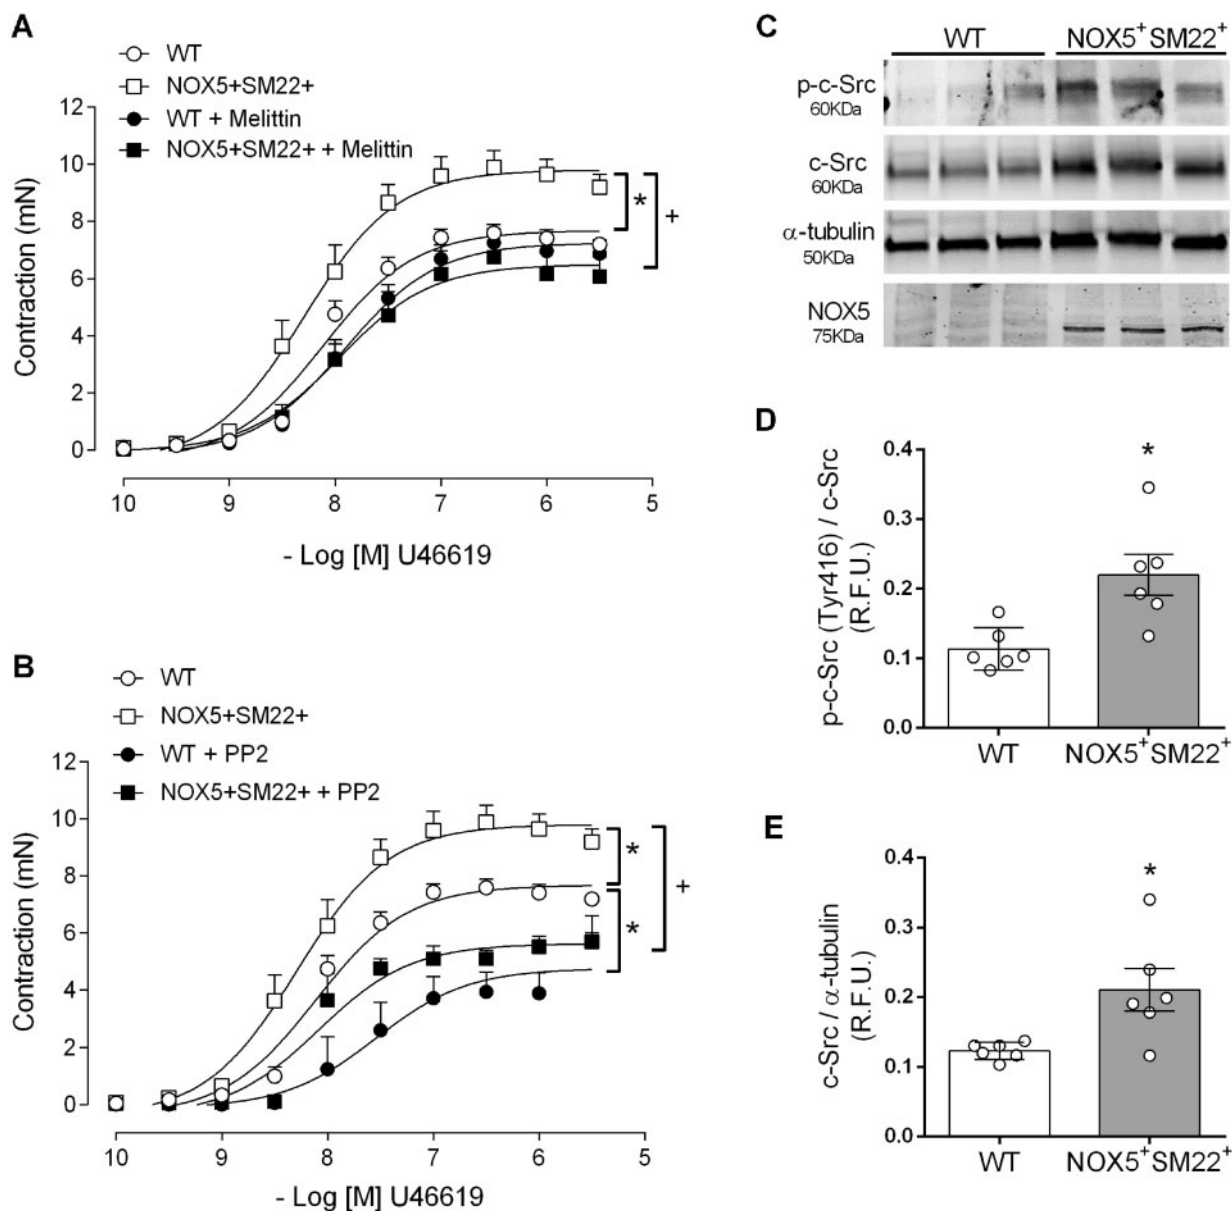 A
WT
NOX5+SM22+
WT + Melittin
NOX5+SM22+ + Melittin
12
10
8
6
4
2
0
Contraction (mN)
*
+
10 9 8 7 6 5
- Log [M] U46619
B
WT
NOX5+SM22+
WT + PP2
NOX5+SM22+ + PP2
12
10
8
6
4
2
0
Contraction (mN)
*
*
+
10 9 8 7 6 5
- Log [M] U46619
C
WT NOX5+SM22+
p-c-Src
60KDa
c-Src
60KDa
α-tubulin
50KDa
NOX5
75KDa
D
p-c-Src (Tyr416) / c-Src
(R.F.U.)
0.4
0.3
0.2
0.1
0.0
*
WT NOX5+SM22+
E
c-Src / α-tubulin
(R.F.U.)
0.4
0.3
0.2
0.1
0.0
*
WT NOX5+SM22+